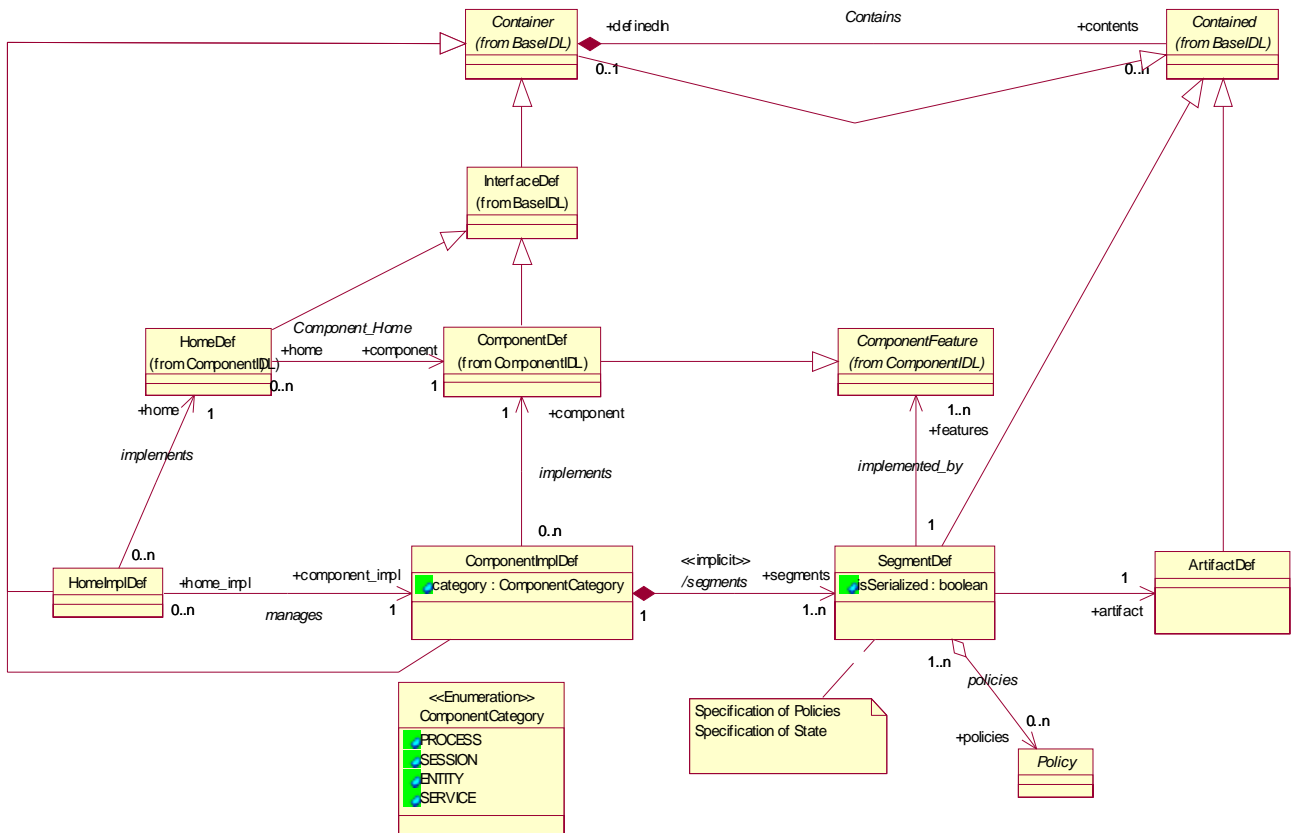 Container
(from BaseIDL)
+definedIn
Contains
+contents
Contained
(from BaseIDL)
0..1
0..n
InterfaceDef
(from BaseIDL)
HomeDef
(from ComponentIDL)
Component_Home
+home
+component
0..n
1
ComponentDef
(from ComponentIDL)
ComponentFeature
(from ComponentIDL)
+home
1
1
+component
1..n
+features
implements
implements
implemented_by
0..n
0..n
1
HomeImplDef
+home_impl
+component_impl
0..n
1
manages
ComponentImplDef
category : ComponentCategory
<<implicit>>
/segments
+segments
1
1..n
SegmentDef
isSerialized : boolean
1
+artifact
ArtifactDef
1..n
policies
0..n
+policies
Policy
<<Enumeration>>
ComponentCategory
PROCESS
SESSION
ENTITY
SERVICE
Specification of Policies
Specification of State